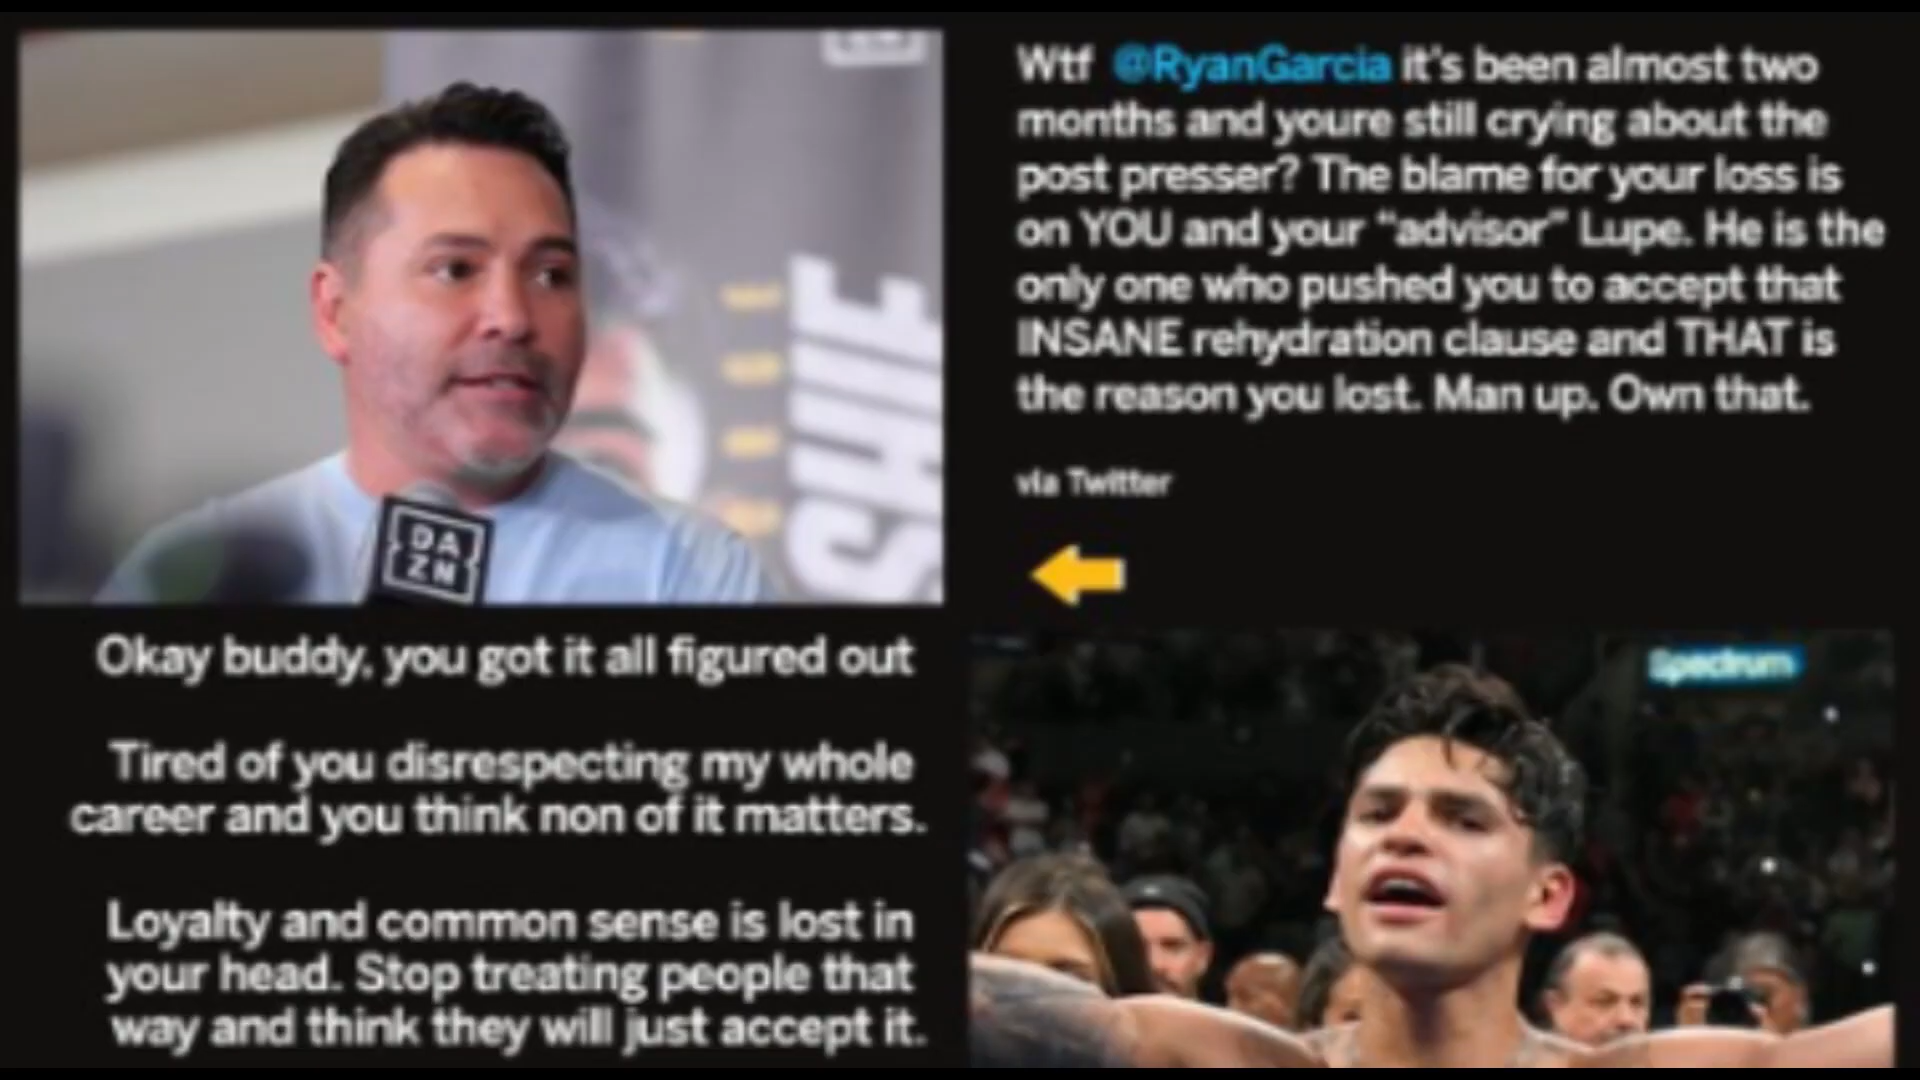 Wtf @RyanGarcia it's been almost two
months and youre still crying about the
post presser? The blame for your loss is
on YOU and your “advisor” Lupe. He is the
only one who pushed you to accept that
INSANE rehydration clause and THAT is
the reason you lost. Man up. Own that.
via Twitter
DA
ZN
SHIF
Okay buddy, you got it all figured out
Tired of you disrespecting my whole
career and you think non of it matters.
Loyalty and common sense is lost in
your head. Stop treating people that
way and think they will just accept it.
Spectrum